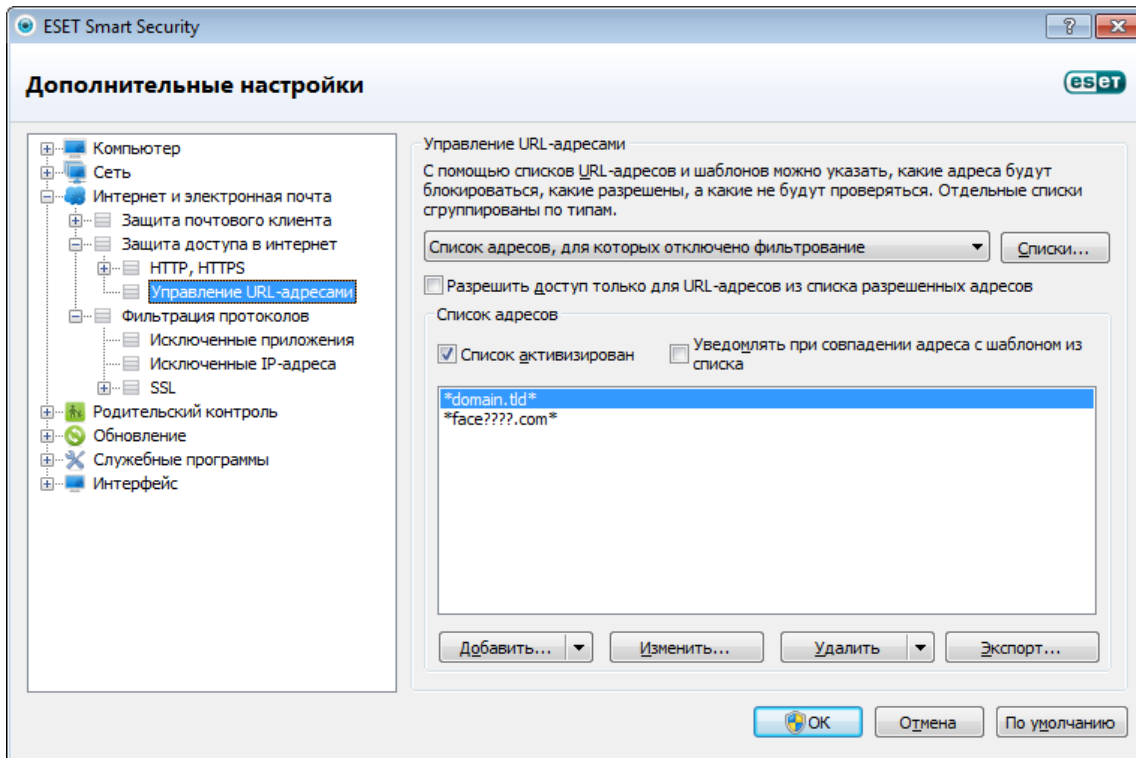 ESET Smart Security
Дополнительные настройки
eset
Компьютер
Сеть
Интернет и электронная почта
Защита почтового клиента
Защита доступа в интернет
HTTP, HTTPS
Управление URL-адресами
Фильтрация протоколов
Исключенные приложения
Исключенные IP-адреса
SSL
Родительский контроль
Обновление
Служебные программы
Интерфейс
Управление URL-адресами
С помощью списков URL-адресов и шаблонов можно указать, какие адреса будут
блокироваться, какие разрешены, а какие не будут проверяться. Отдельные списки
сгруппированы по типам.
Список адресов, для которых отключено фильтрование
Списки...
Разрешить доступ только для URL-адресов из списка разрешенных адресов
Список адресов
Список активизирован
Уведомлять при совпадении адреса с шаблоном из
списка
*domain.tld*
*face????.com*
Добавить...
Изменить...
Удалить
Экспорт...
OK
Отмена
По умолчанию